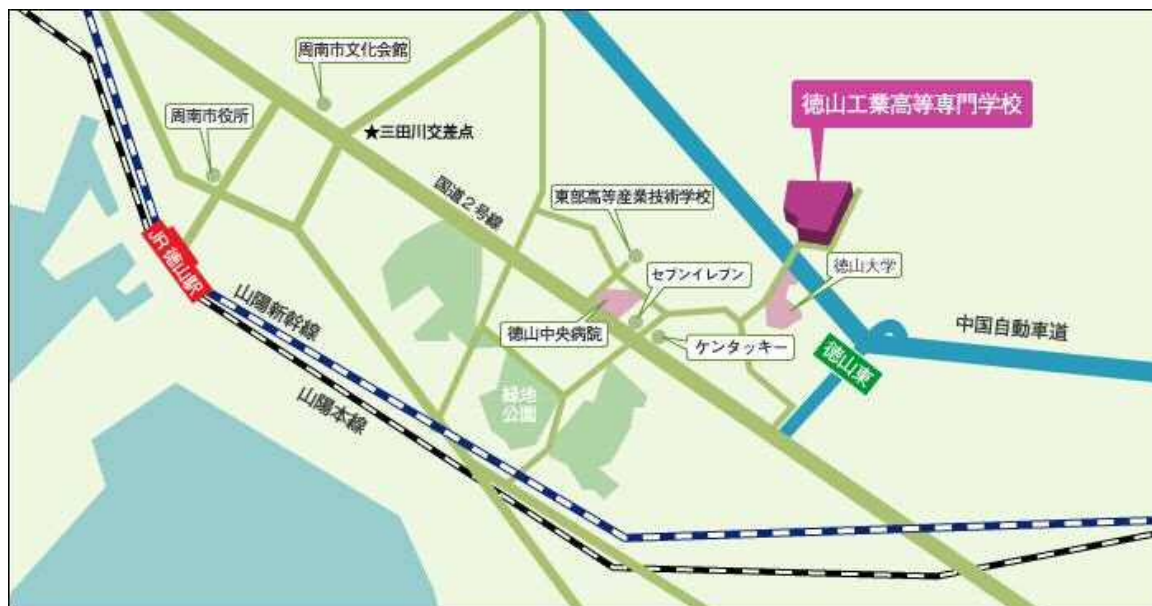 周南市文化会館
周南市役所
★三田川交差点
徳山工業高等専門学校
国道2号線
東部高等産業技術学校
JR 徳山駅
セブンイレブン
徳山大学
山陽新幹線
徳山中央病院
ケンタッキー
中国自動車道
徳山東
山陽本線
緑地
公園